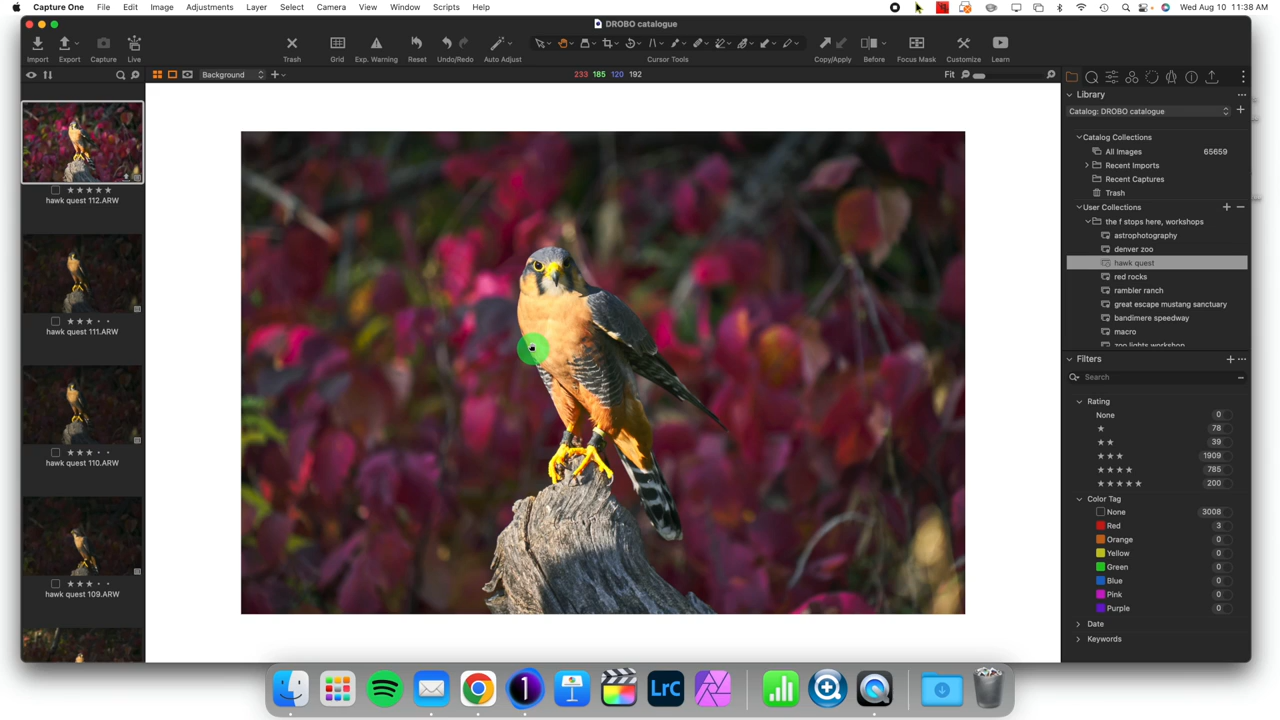 Capture One File Edit Image Adjustments Layer Select Camera View Window Scripts Help Wed Aug 10 11:38 AM
DROBO catalogue
Import Export Capture Live Trash Grid Exp. Warning Reset Undo/Redo Auto Adjust Cursor Tools Copy/Apply Before Focus Mask Customize Learn
Background 233 185 120 192 Fit
Library
Catalog: DROBO catalogue
Catalog Collections
All Images 65659
Recent Imports
Recent Captures
Trash
User Collections
the f stops here, workshops
astrophotography
denver zoo
hawk quest
red rocks
rambler ranch
great escape mustang sanctuary
bandimere speedway
macro
zoo lights workshop
Filters
Search
Rating
None 0
★ 78
★ ★ 39
★ ★ ★ 1909
★ ★ ★ ★ 785
★ ★ ★ ★ ★ 200
Color Tag
None 3008
Red 3
Orange 0
Yellow 0
Green 0
Blue 0
Pink 0
Purple 0
Date
Keywords
hawk quest 112.ARW
hawk quest 111.ARW
hawk quest 110.ARW
hawk quest 109.ARW
1
LrC